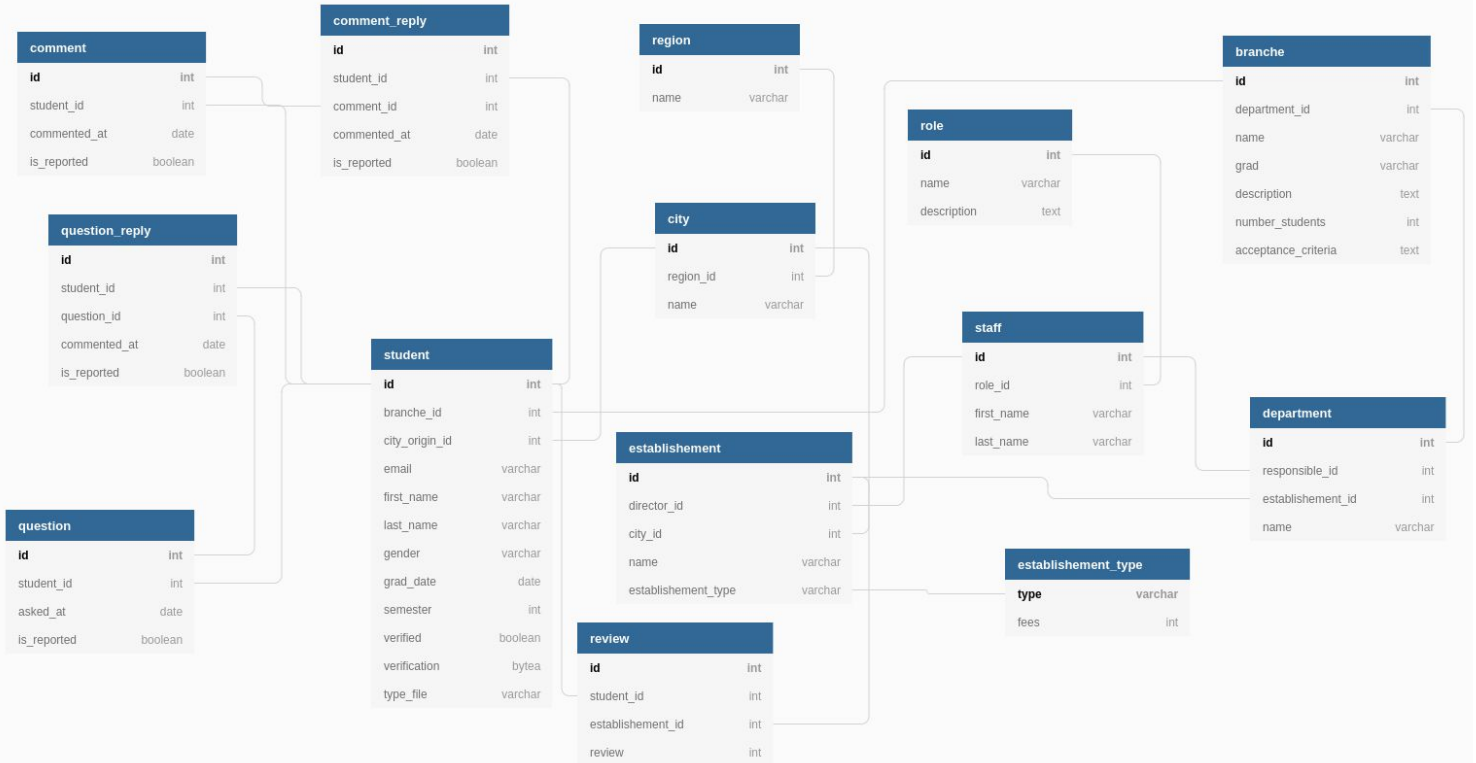 comment
id int
student_id int
commented_at date
is_reported boolean
comment_reply
id int
student_id int
comment_id int
commented_at date
is_reported boolean
region
id int
name varchar
branche
id int
department_id int
name varchar
grad varchar
description text
number_students int
acceptance_criteria text
role
id int
name varchar
description text
question_reply
id int
student_id int
question_id int
commented_at date
is_reported boolean
city
id int
region_id int
name varchar
student
id int
branche_id int
city_origin_id int
email varchar
first_name varchar
last_name varchar
gender varchar
grad_date date
semester int
verified boolean
verification bytea
type_file varchar
staff
id int
role_id int
first_name varchar
last_name varchar
department
id int
responsible_id int
establishement_id int
name varchar
establishement
id int
director_id int
city_id int
name varchar
establishement_type varchar
question
id int
student_id int
asked_at date
is_reported boolean
establishement_type
type varchar
fees int
review
id int
student_id int
establishement_id int
review int